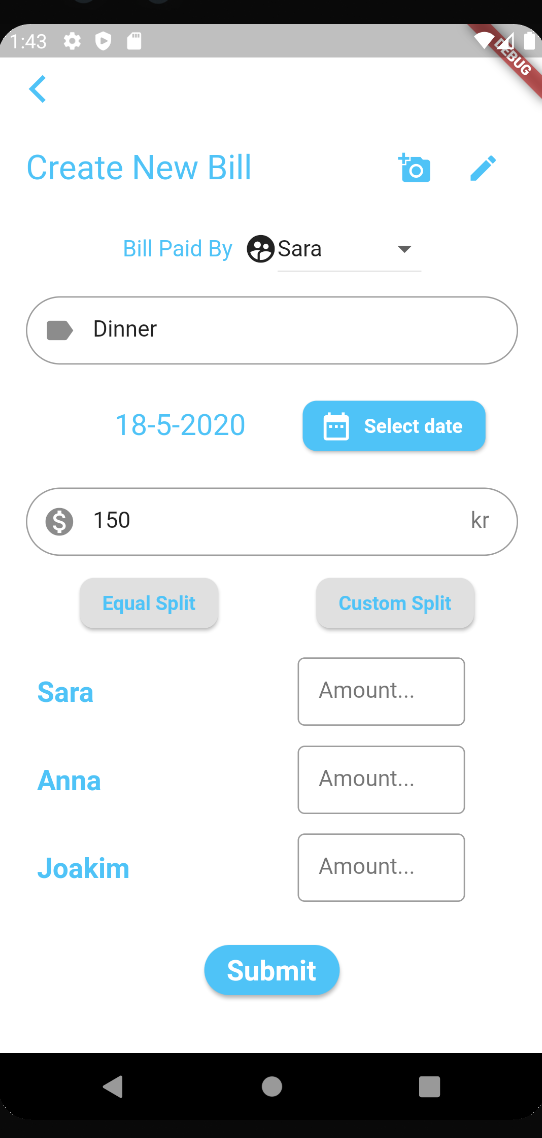 1:43
DEBUG
Create New Bill
Bill Paid By Sara
Dinner
18-5-2020 Select date
150 kr
Equal Split Custom Split
Sara Amount...
Anna Amount...
Joakim Amount...
Submit